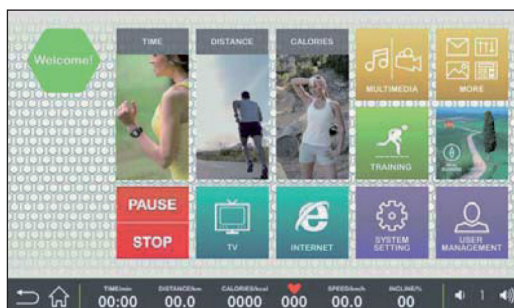 Welcome!
TIME
DISTANCE
CALORIES
MULTIMEDIA
MORE
TRAINING
PAUSE
STOP
TV
INTERNET
SYSTEM
SETTING
USER
MANAGEMENT
TIME/min DISTANCE/km CALORIES/kcal SPEED/km/h INCLINE/%
00:00 00.0 0000 000 00.0 00 1